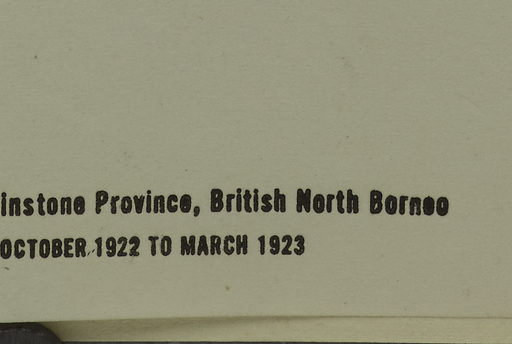 instone Province, British North Borneo
OCTOBER 1922 TO MARCH 1923